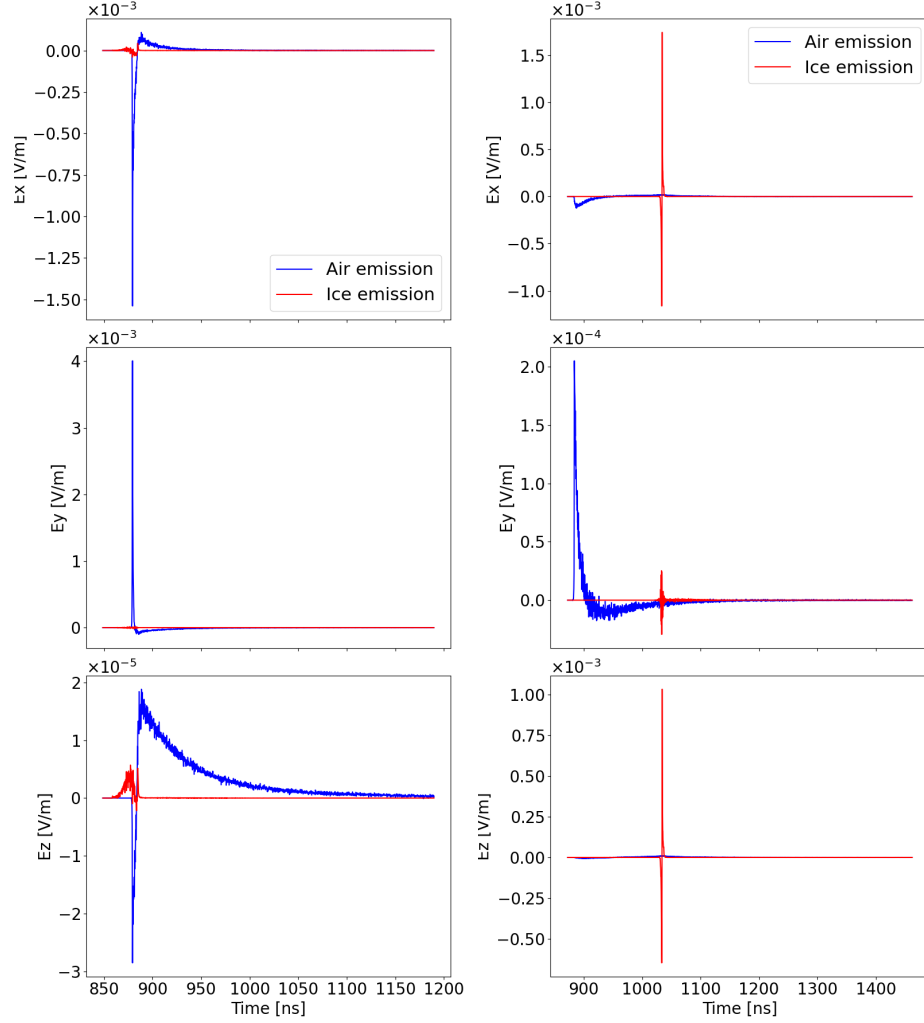 ×10⁻³
0.00
−0.25
−0.50
−0.75
−1.00
−1.25
−1.50
Ex [V/m]
Air emission
Ice emission
1.5
1.0
0.5
0.0
−0.5
−1.0
Ex [V/m]
Air emission
Ice emission
×10⁻³
4
3
2
1
0
Ey [V/m]
×10⁻⁴
2.0
1.5
1.0
0.5
0.0
Ey [V/m]
×10⁻⁵
2
1
0
−1
−2
−3
Ez [V/m]
850 900 950 1000 1050 1100 1150 1200
Time [ns]
×10⁻³
1.00
0.75
0.50
0.25
0.00
−0.25
−0.50
Ez [V/m]
900 1000 1100 1200 1300 1400
Time [ns]